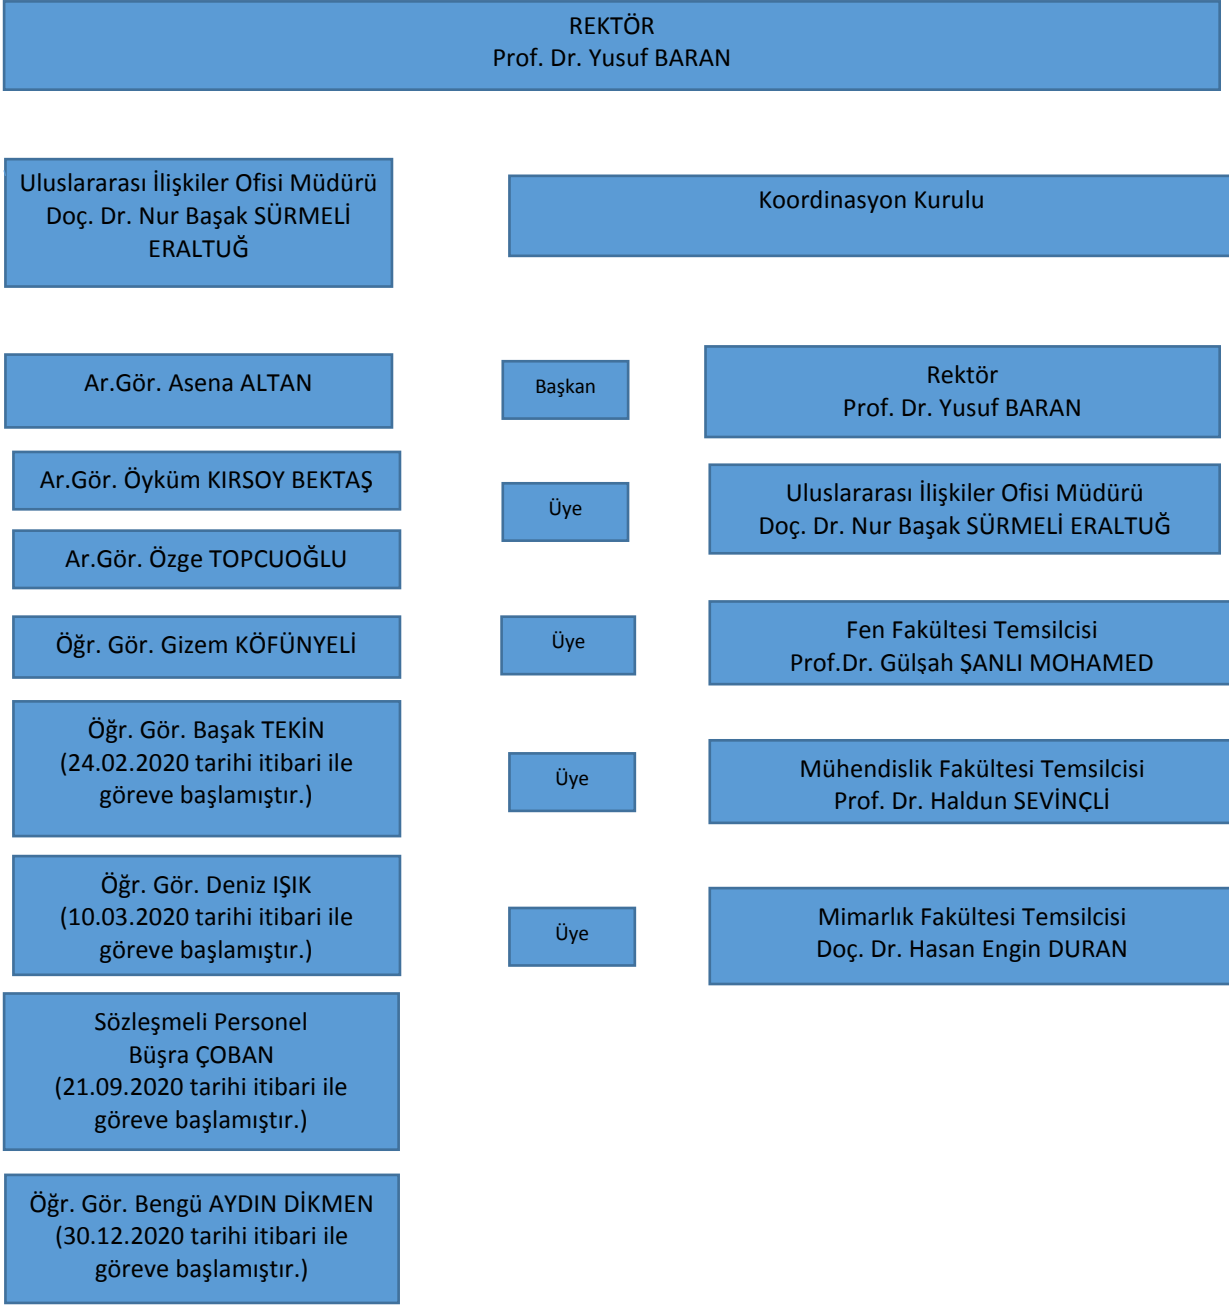 REKTÖR
Prof. Dr. Yusuf BARAN
Uluslararası İlişkiler Ofisi Müdürü
Doç. Dr. Nur Başak SÜRMELİ
ERALTUĞ
Koordinasyon Kurulu
Ar.Gör. Asena ALTAN
Başkan
Rektör
Prof. Dr. Yusuf BARAN
Ar.Gör. Öyküm KIRSOY BEKTAŞ
Üye
Uluslararası İlişkiler Ofisi Müdürü
Doç. Dr. Nur Başak SÜRMELİ ERALTUĞ
Ar.Gör. Özge TOPCUOĞLU
Öğr. Gör. Gizem KÖFÜNYELİ
Üye
Fen Fakültesi Temsilcisi
Prof.Dr. Gülşah ŞANLI MOHAMED
Öğr. Gör. Başak TEKİN
(24.02.2020 tarihi itibari ile
göreve başlamıştır.)
Üye
Mühendislik Fakültesi Temsilcisi
Prof. Dr. Haldun SEVİNÇLİ
Öğr. Gör. Deniz IŞIK
(10.03.2020 tarihi itibari ile
göreve başlamıştır.)
Üye
Mimarlık Fakültesi Temsilcisi
Doç. Dr. Hasan Engin DURAN
Sözleşmeli Personel
Büşra ÇOBAN
(21.09.2020 tarihi itibari ile
göreve başlamıştır.)
Öğr. Gör. Bengü AYDIN DİKMEN
(30.12.2020 tarihi itibari ile
göreve başlamıştır.)